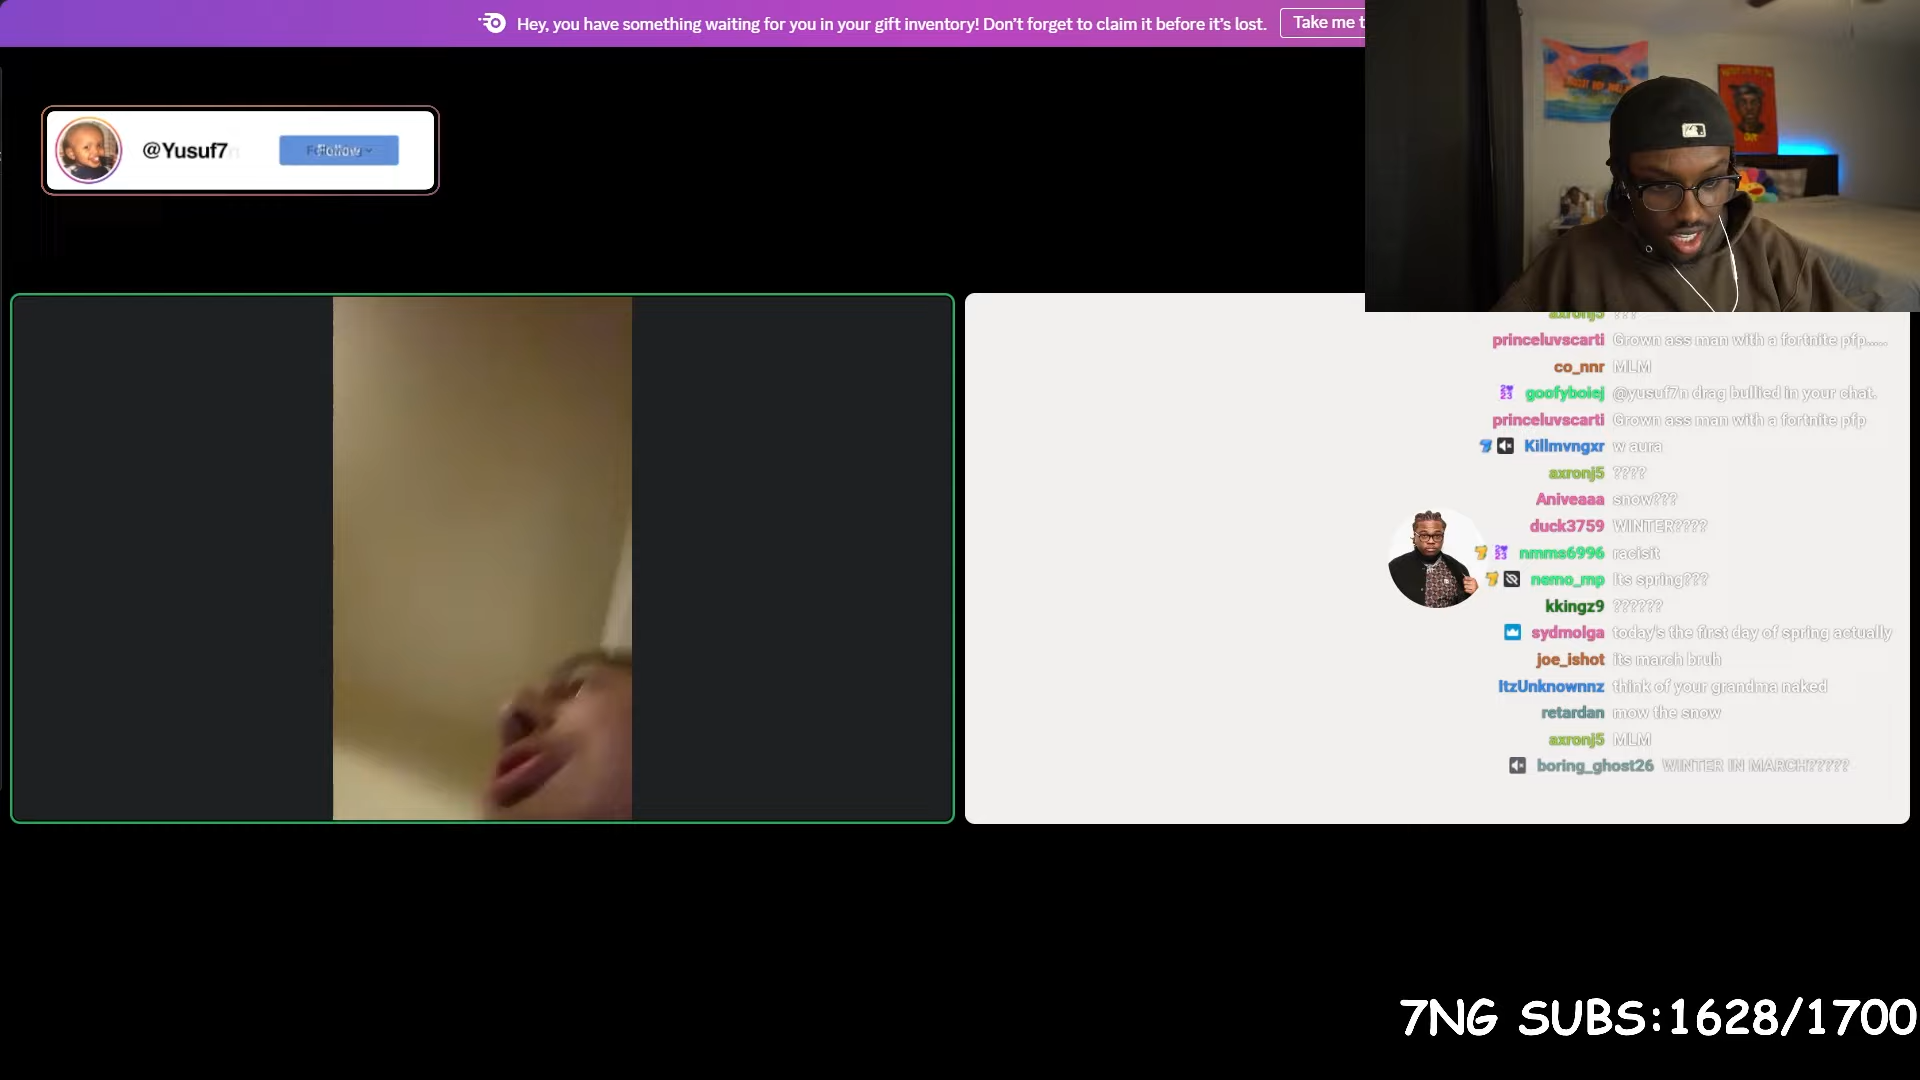 Hey, you have something waiting for you in your gift inventory! Don't forget to claim it before it's lost.
Take me t
@Yusuf7
Follow
axronj5 ???
princeluvscarti Grown ass man with a fortnite pfp.....
co_nnr MLM
goofyboiej @yusuf7n drag bullied in your chat.
princeluvscarti Grown ass man with a fortnite pfp
Killmvngxr w aura
axronj5 ????
Aniveaaa snow???
duck3759 WINTER????
nmms6996 racisit
nemo_mp Its spring???
kkingz9 ??????
sydmolga today's the first day of spring actually
joe_ishot its march bruh
ItzUnknownnz think of your grandma naked
retardan mow the snow
axronj5 MLM
boring_ghost26 WINTER IN MARCH?????
7NG SUBS:1628/1700